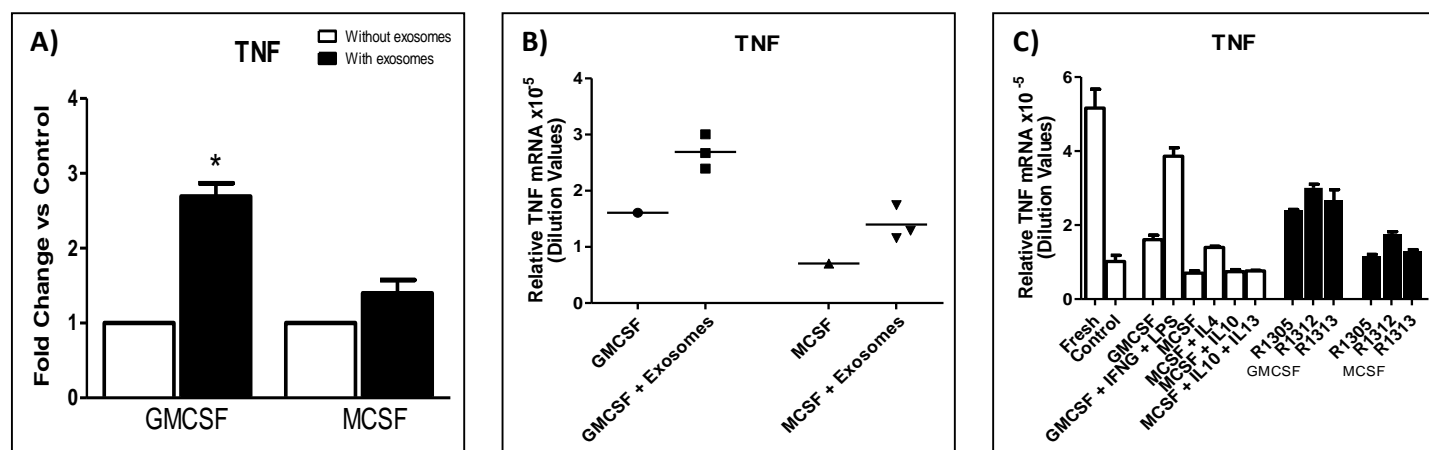 A)
TNF
Without exosomes
With exosomes
Fold Change vs Control
4
3
2
1
0
*
GMCSF
MCSF
B)
TNF
Relative TNF mRNA x10-5
(Dilution Values)
4
3
2
1
0
GMCSF
GMCSF + Exosomes
MCSF
MCSF + Exosomes
C)
TNF
Relative TNF mRNA x10 -5
(Dilution Values)
6
4
2
0
Fresh
Control
GMCSF
GMCSF + IFNG + LPS
MCSF
MCSF + IL4
MCSF + IL10
MCSF + IL10 + IL13
R1305
R1312
R1313
R1305
R1312
R1313
GMCSF
MCSF